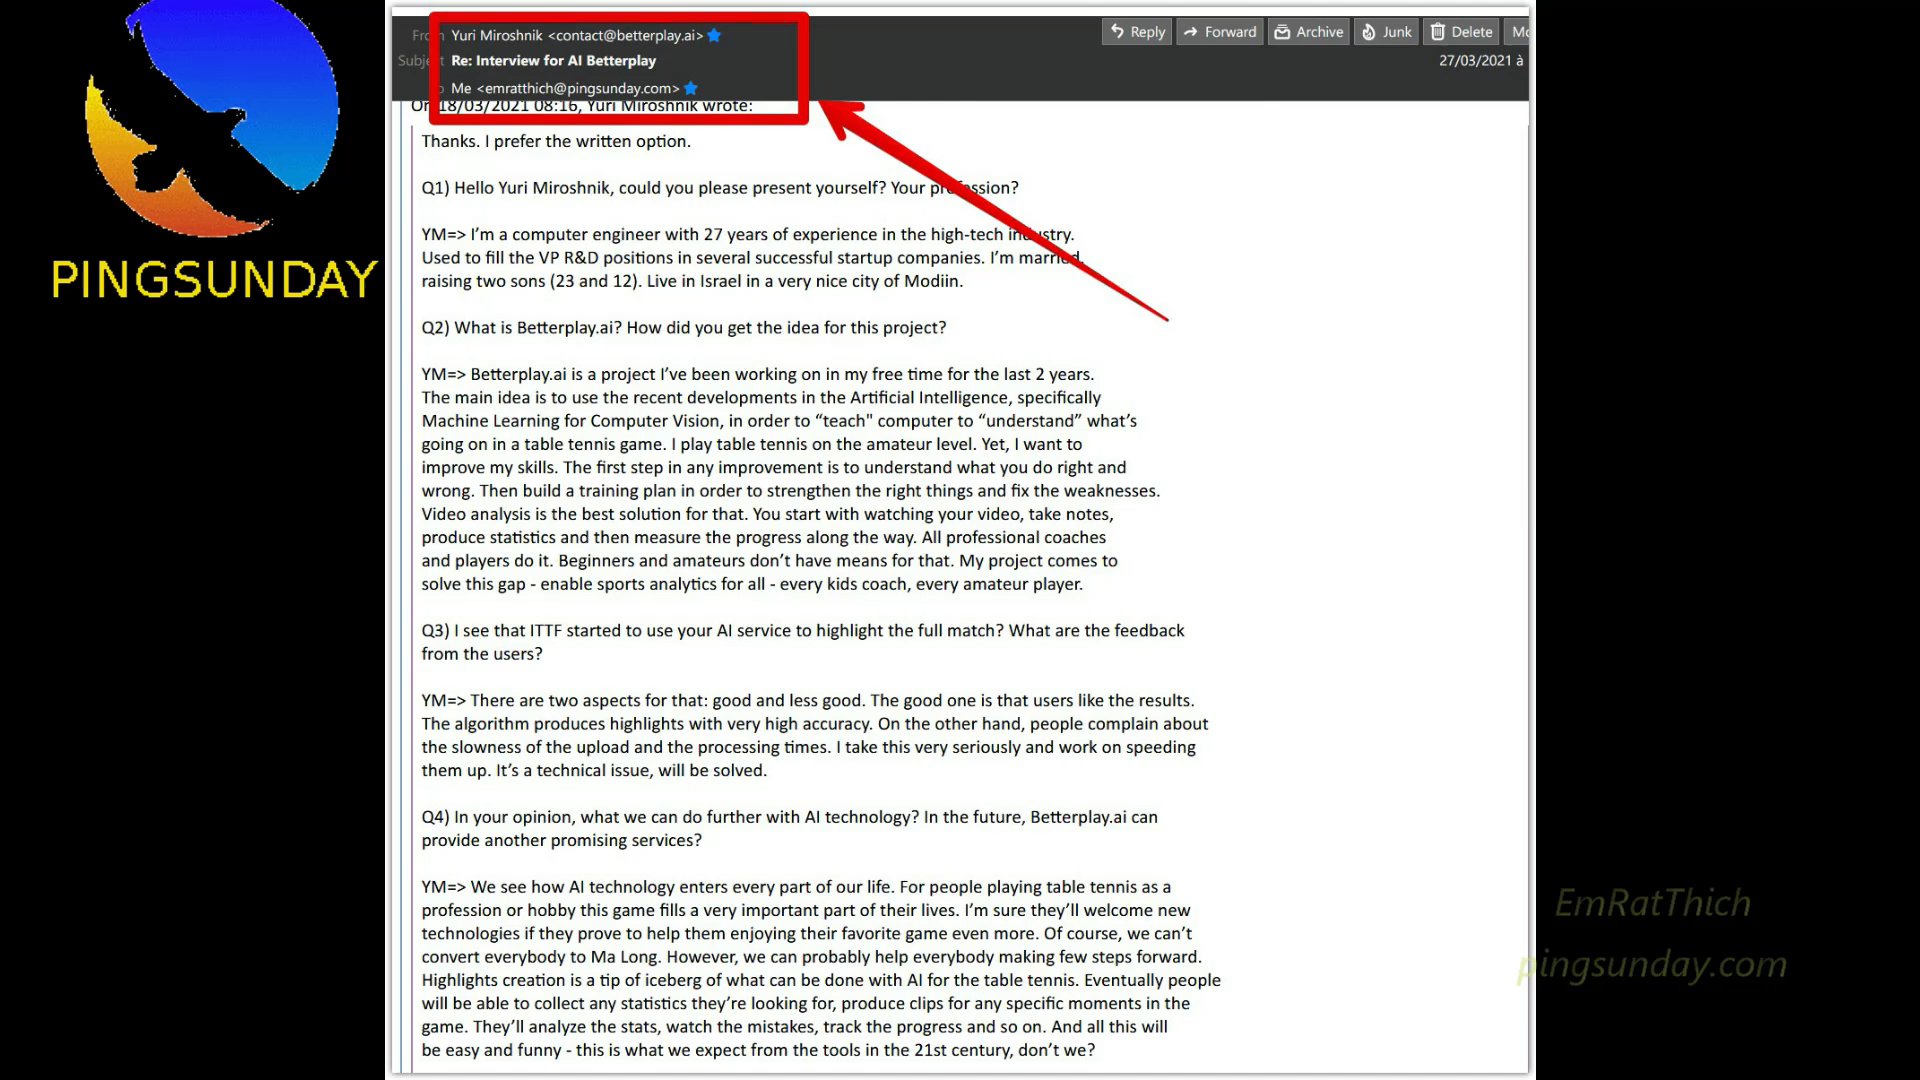 PINGSUNDAY
From Yuri Miroshnik <contact@betterplay.ai>
Reply Forward Archive Junk Delete Mo
Subject Re: Interview for AI Betterplay
27/03/2021 à
Me <emratthich@pingsunday.com>
On 18/03/2021 08:16, Yuri Miroshnik wrote:
Thanks. I prefer the written option.
Q1) Hello Yuri Miroshnik, could you please present yourself? Your profession?
YM=> I’m a computer engineer with 27 years of experience in the high-tech industry.
Used to fill the VP R&D positions in several successful startup companies. I’m married,
raising two sons (23 and 12). Live in Israel in a very nice city of Modiin.
Q2) What is Betterplay.ai? How did you get the idea for this project?
YM=> Betterplay.ai is a project I’ve been working on in my free time for the last 2 years.
The main idea is to use the recent developments in the Artificial Intelligence, specifically
Machine Learning for Computer Vision, in order to “teach" computer to “understand” what’s
going on in a table tennis game. I play table tennis on the amateur level. Yet, I want to
improve my skills. The first step in any improvement is to understand what you do right and
wrong. Then build a training plan in order to strengthen the right things and fix the weaknesses.
Video analysis is the best solution for that. You start with watching your video, take notes,
produce statistics and then measure the progress along the way. All professional coaches
and players do it. Beginners and amateurs don’t have means for that. My project comes to
solve this gap - enable sports analytics for all - every kids coach, every amateur player.
Q3) I see that ITTF started to use your AI service to highlight the full match? What are the feedback
from the users?
YM=> There are two aspects for that: good and less good. The good one is that users like the results.
The algorithm produces highlights with very high accuracy. On the other hand, people complain about
the slowness of the upload and the processing times. I take this very seriously and work on speeding
them up. It’s a technical issue, will be solved.
Q4) In your opinion, what we can do further with AI technology? In the future, Betterplay.ai can
provide another promising services?
YM=> We see how AI technology enters every part of our life. For people playing table tennis as a
profession or hobby this game fills a very important part of their lives. I’m sure they’ll welcome new
technologies if they prove to help them enjoying their favorite game even more. Of course, we can’t
convert everybody to Ma Long. However, we can probably help everybody making few steps forward.
Highlights creation is a tip of iceberg of what can be done with AI for the table tennis. Eventually people
will be able to collect any statistics they’re looking for, produce clips for any specific moments in the
game. They’ll analyze the stats, watch the mistakes, track the progress and so on. And all this will
be easy and funny - this is what we expect from the tools in the 21st century, don’t we?
EmRatThich
pingsunday.com